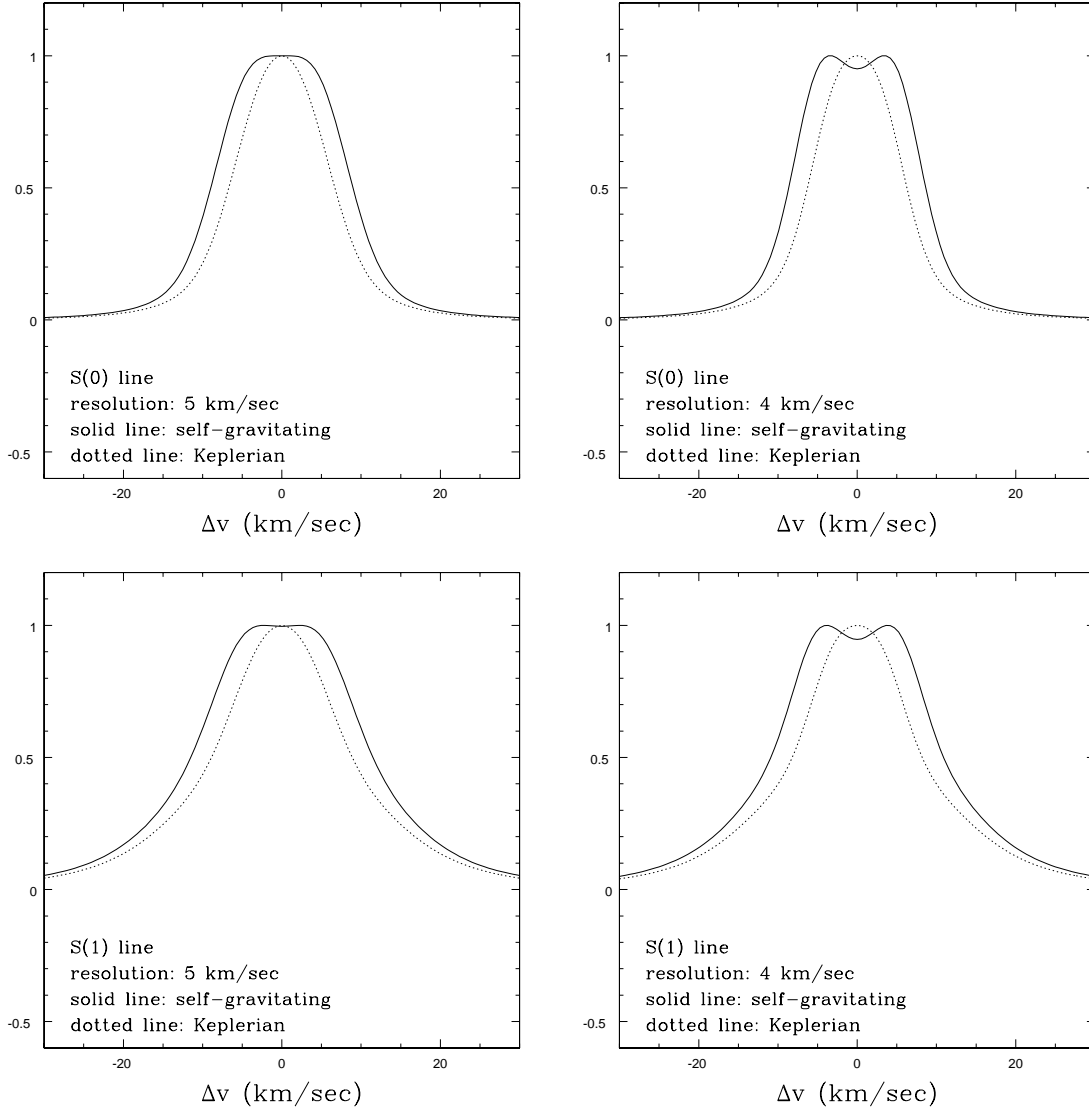 1
0.5
0
-0.5
S(0) line
resolution: 5 km/sec
solid line: self-gravitating
dotted line: Keplerian
-20 0 20
Δv (km/sec)
1
0.5
0
-0.5
S(0) line
resolution: 4 km/sec
solid line: self-gravitating
dotted line: Keplerian
-20 0 20
Δv (km/sec)
1
0.5
0
-0.5
S(1) line
resolution: 5 km/sec
solid line: self-gravitating
dotted line: Keplerian
-20 0 20
Δv (km/sec)
1
0.5
0
-0.5
S(1) line
resolution: 4 km/sec
solid line: self-gravitating
dotted line: Keplerian
-20 0 20
Δv (km/sec)